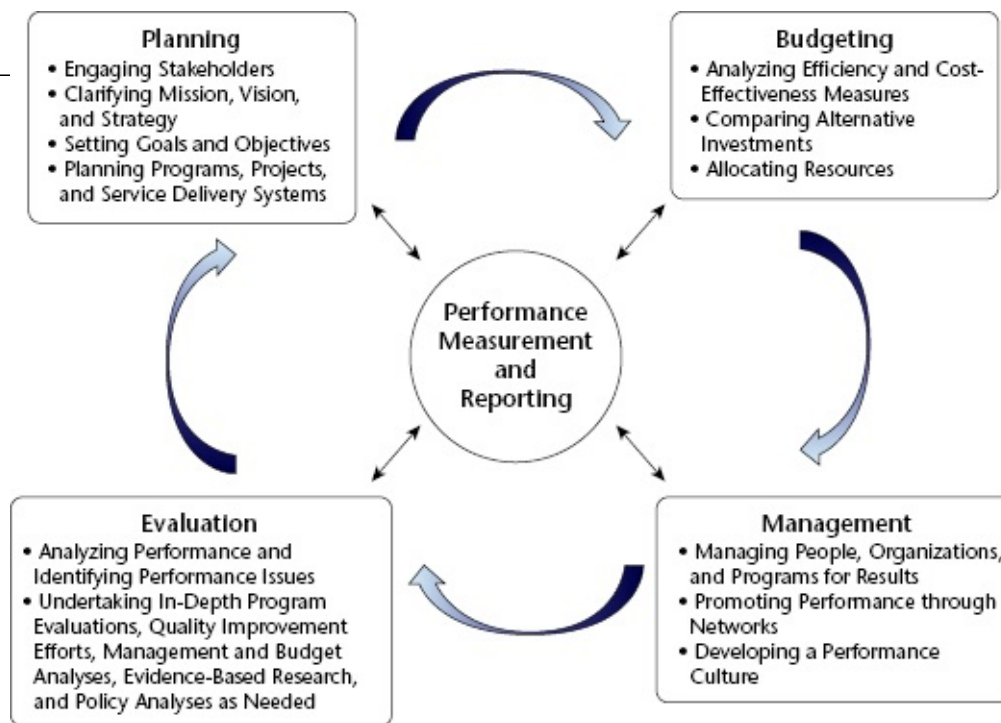 Planning
• Engaging Stakeholders
• Clarifying Mission, Vision,
and Strategy
• Setting Goals and Objectives
• Planning Programs, Projects,
and Service Delivery Systems
Budgeting
• Analyzing Efficiency and Cost-
Effectiveness Measures
• Comparing Alternative
Investments
• Allocating Resources
Performance
Measurement
and
Reporting
Evaluation
• Analyzing Performance and
Identifying Performance Issues
• Undertaking In-Depth Program
Evaluations, Quality Improvement
Efforts, Management and Budget
Analyses, Evidence-Based Research,
and Policy Analyses as Needed
Management
• Managing People, Organizations,
and Programs for Results
• Promoting Performance through
Networks
• Developing a Performance
Culture